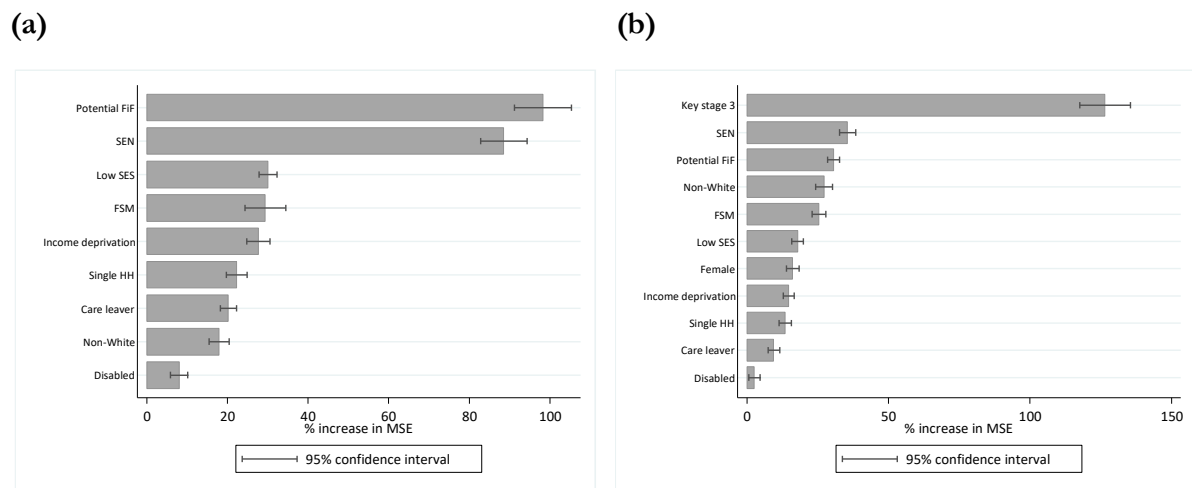 (a)
Potential FiF
SEN
Low SES
FSM
Income deprivation
Single HH
Care leaver
Non-White
Disabled
0 20 40 60 80 100
% increase in MSE
95% confidence interval
(b)
Key stage 3
SEN
Potential FiF
Non-White
FSM
Low SES
Female
Income deprivation
Single HH
Care leaver
Disabled
0 50 100 150
% increase in MSE
95% confidence interval